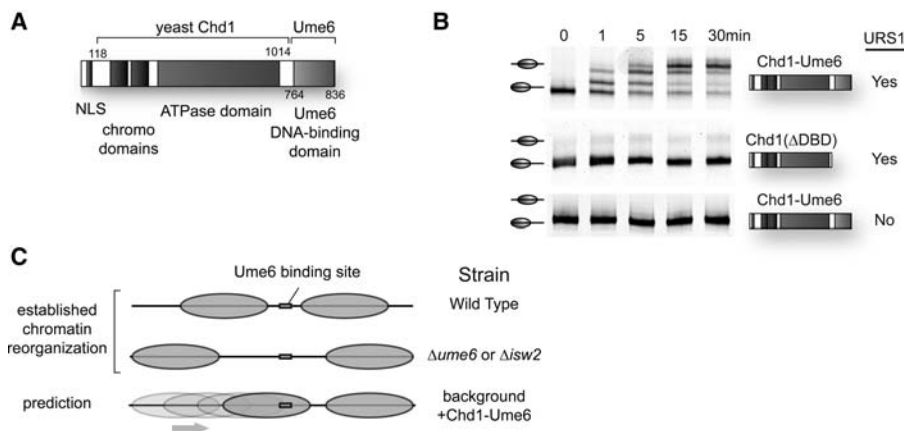 A
yeast Chd1
Ume6
118
1014
764
836
NLS
chromo
domains
ATPase domain
Ume6
DNA-binding
domain
B
0 1 5 15 30min
URS1
Chd1-Ume6
Yes
Chd1(ΔDBD)
Yes
Chd1-Ume6
No
C
Ume6 binding site
Strain
established
chromatin
reorganization
Wild Type
Δume6 or Δisw2
prediction
background
+Chd1-Ume6